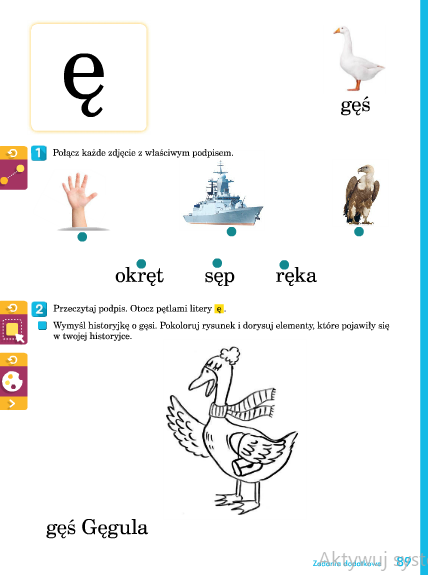 ę
gęś
1 Połącz każde zdjęcie z właściwym podpisem.
okręt sęp ręka
2 Przeczytaj podpis. Otocz pętlami litery ę.
Wymyśl historyjkę o gęsi. Pokoloruj rysunek i dorysuj elementy, które pojawiły się
w twojej historyjce.
gęś Gęgula
Zadania dodatkowe 89
Aktywuj syst